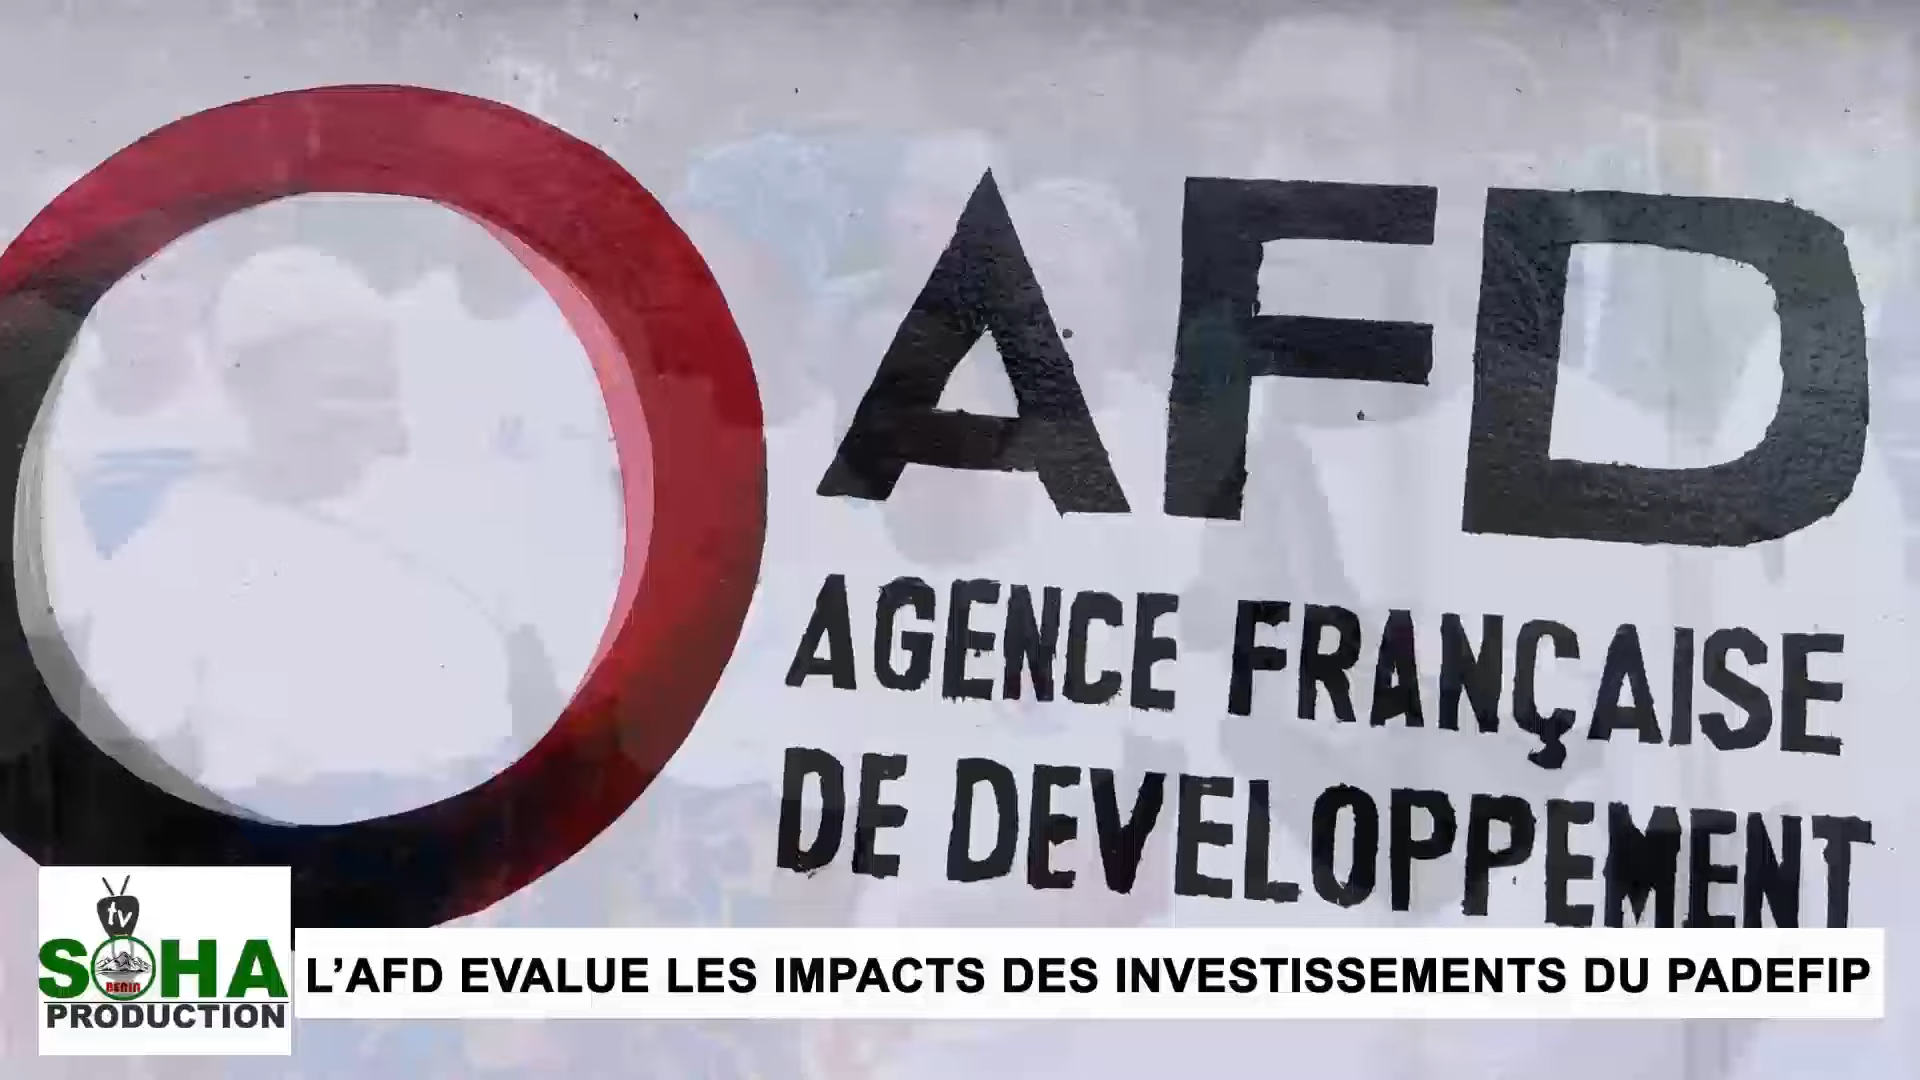 AFD
AGENCE FRANÇAISE
DE DEVELOPPEMENT
tv
SOHA
BENIN
PRODUCTION
L’AFD EVALUE LES IMPACTS DES INVESTISSEMENTS DU PADEFIP